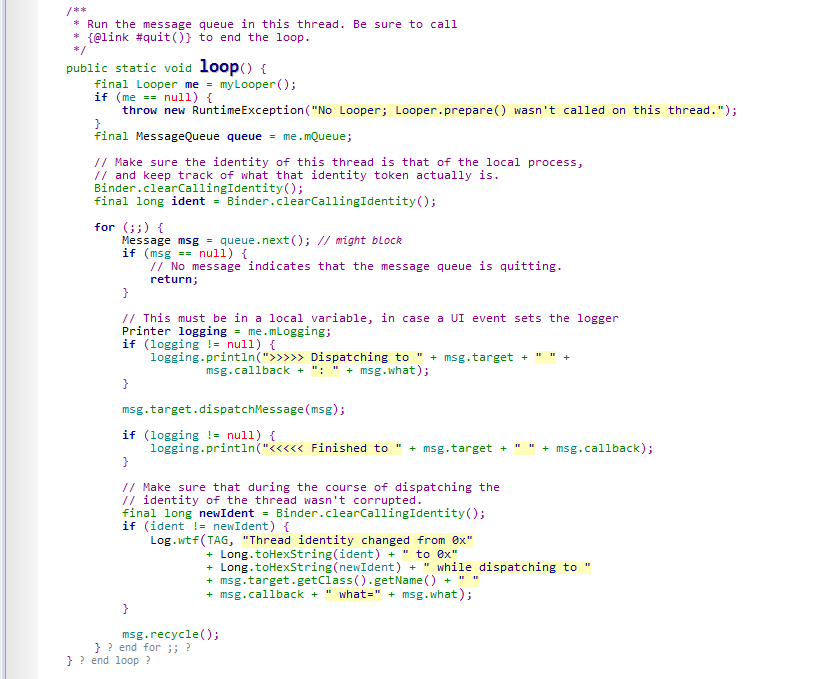 /**
 * Run the message queue in this thread. Be sure to call
 * {@link #quit()} to end the loop.
 */
public static void loop() {
    final Looper me = myLooper();
    if (me == null) {
        throw new RuntimeException("No Looper; Looper.prepare() wasn't called on this thread.");
    }
    final MessageQueue queue = me.mQueue;

    // Make sure the identity of this thread is that of the local process,
    // and keep track of what that identity token actually is.
    Binder.clearCallingIdentity();
    final long ident = Binder.clearCallingIdentity();

    for (;;) {
        Message msg = queue.next(); // might block
        if (msg == null) {
            // No message indicates that the message queue is quitting.
            return;
        }

        // This must be in a local variable, in case a UI event sets the logger
        Printer logging = me.mLogging;
        if (logging != null) {
            logging.println(">>>>> Dispatching to " + msg.target + " " +
                    msg.callback + ": " + msg.what);
        }

        msg.target.dispatchMessage(msg);

        if (logging != null) {
            logging.println("<<<<< Finished to " + msg.target + " " + msg.callback);
        }

        // Make sure that during the course of dispatching the
        // identity of the thread wasn't corrupted.
        final long newIdent = Binder.clearCallingIdentity();
        if (ident != newIdent) {
            Log.wtf(TAG, "Thread identity changed from 0x"
                    + Long.toHexString(ident) + " to 0x"
                    + Long.toHexString(newIdent) + " while dispatching to "
                    + msg.target.getClass().getName() + " "
                    + msg.callback + " what=" + msg.what);
        }

        msg.recycle();
    } ? end for ;; ?
} ? end loop ?